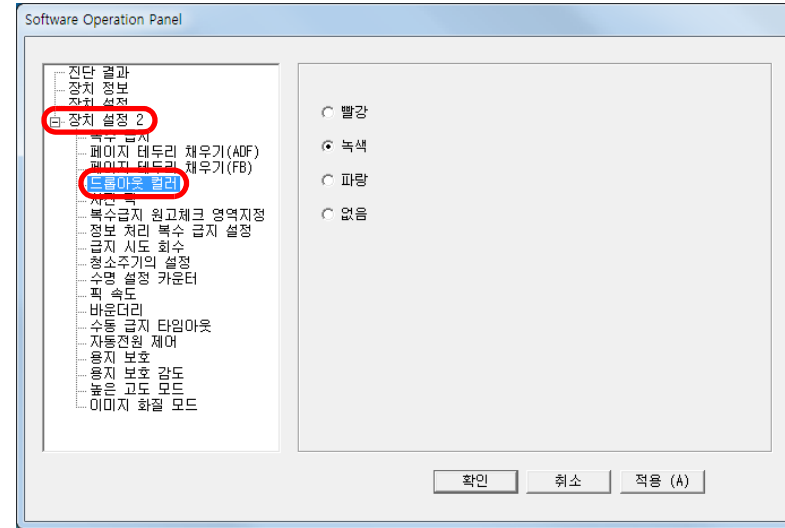 Software Operation Panel
진단 결과
장치 정보
장치 설정
장치 설정 2
복수 급지
페이지 테두리 채우기(ADF)
페이지 테두리 채우기(FB)
드롭아웃 컬러
사전 픽
복수급지 원고체크 영역지정
정보 처리 복수 급지 설정
급지 시도 회수
청소주기의 설정
수명 설정 카운터
픽 속도
바운더리
수동 급지 타임아웃
자동전원 제어
용지 보호
용지 보호 감도
높은 고도 모드
이미지 화질 모드
빨강
녹색
파랑
없음
확인
취소
적용 (A)